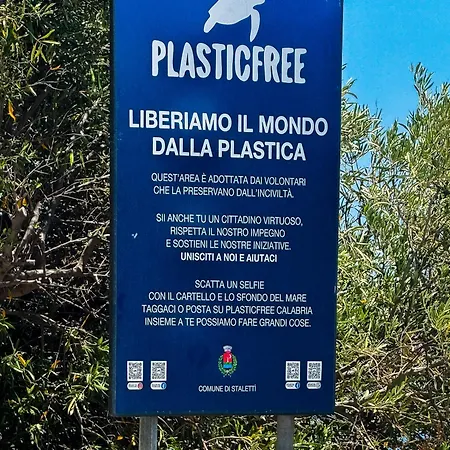 PLASTICFREE
LIBERIAMO IL MONDO
DALLA PLASTICA
QUEST'AREA È ADOTTATA DAI VOLONTARI
CHE LA PRESERVANO DALL'INCIVILTÀ.
SII ANCHE TU UN CITTADINO VIRTUOSO,
RISPETTA IL NOSTRO IMPEGNO
E SOSTIENI LE NOSTRE INIZIATIVE.
UNISCITI A NOI E AIUTACI
SCATTA UN SELFIE
CON IL CARTELLO E LO SFONDO DEL MARE
TAGGACI O POSTA SU PLASTICFREE CALABRIA
INSIEME A TE POSSIAMO FARE GRANDI COSE.
COMUNE DI STALETTÌ